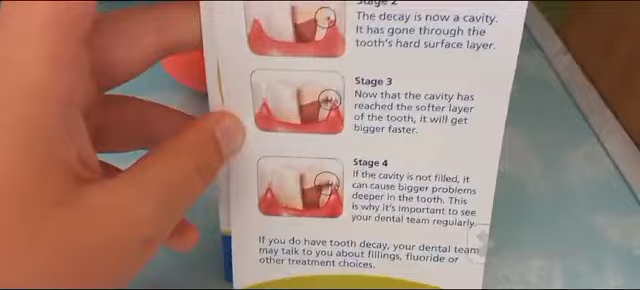 Stage 2
The decay is now a cavity.
It has gone through the
tooth's hard surface layer.
Stage 3
Now that the cavity has
reached the softer layer
of the tooth, it will get
bigger faster.
Stage 4
If the cavity is not filled, it
can cause bigger problems
deeper in the tooth. This
is why it's important to see
your dental team regularly.
If you do have tooth decay, your dental team
may talk to you about fillings, fluoride or
other treatment choices.